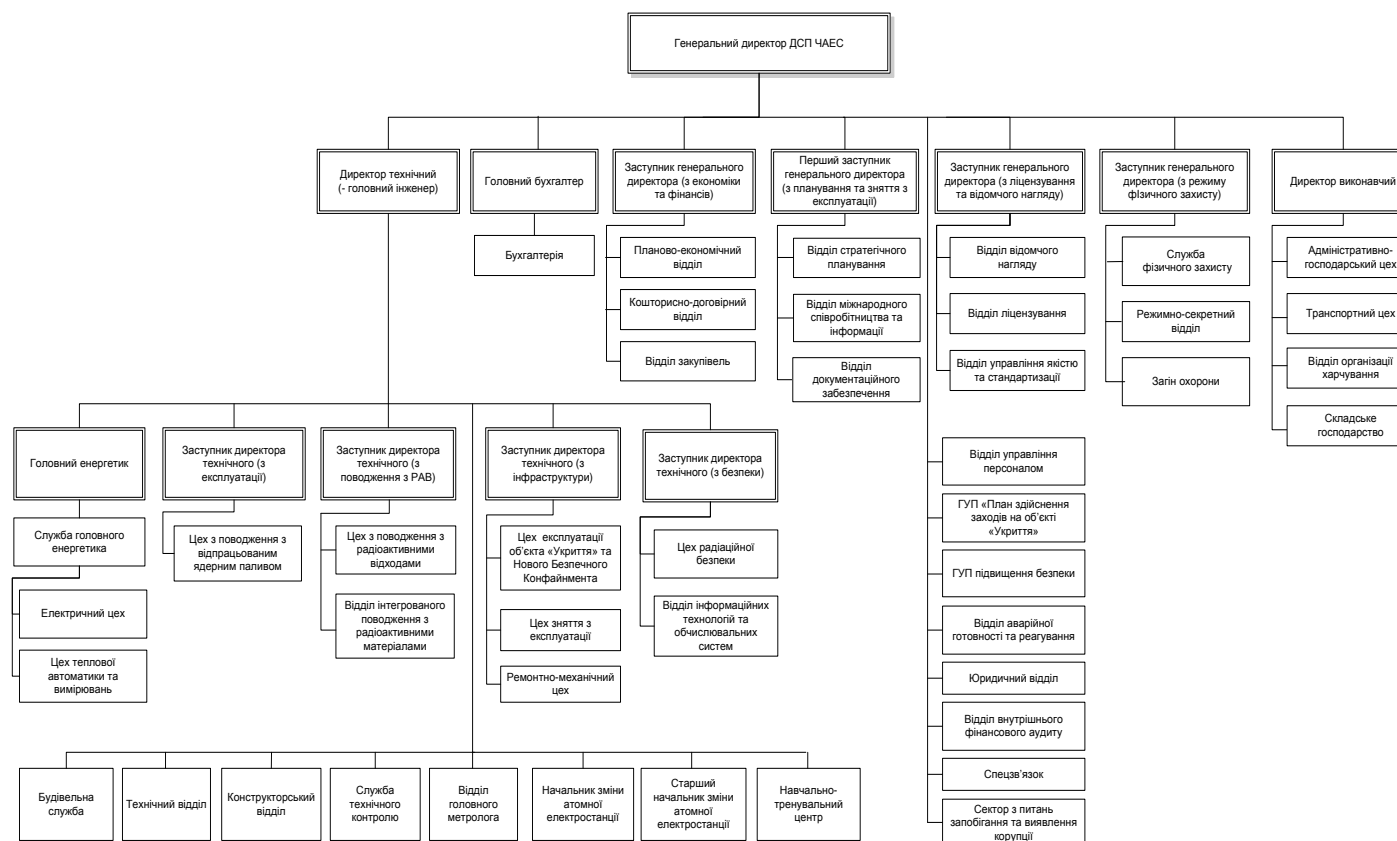 Генеральний директор ДСП ЧАЕС
Директор технічний
(- головний інженер)
Головний бухгалтер
Заступник генерального
директора (з економіки
та фінансів)
Перший заступник
генерального директора
(з планування та зняття з
експлуатації)
Заступник генерального
директора (з ліцензування
та відомчого нагляду)
Заступник генерального
директора (з режиму
фізичного захисту)
Директор виконавчий
Бухгалтерія
Планово-економічний
відділ
Кошторисно-договірний
відділ
Відділ закупівель
Відділ стратегічного
планування
Відділ міжнародного
співробітництва та
інформації
Відділ
документаційного
забезпечення
Відділ відомчого
нагляду
Відділ ліцензування
Відділ управління якістю
та стандартизації
Служба
фізичного захисту
Режимно-секретний
відділ
Загін охорони
Адміністративно-
господарський цех
Транспортний цех
Відділ організації
харчування
Складське
господарство
Головний енергетик
Заступник директора
технічного (з
експлуатації)
Заступник директора
технічного (з
поводження з РАВ)
Заступник директора
технічного (з
інфраструктури)
Заступник директора
технічного (з безпеки)
Служба головного
енергетика
Електричний цех
Цех теплової
автоматики та
вимірювань
Цех з поводження з
відпрацьованим
ядерним паливом
Цех з поводження з
радіоактивними
відходами
Відділ інтегрованого
поводження з
радіоактивними
матеріалами
Цех експлуатації
об'єкта «Укриття» та
Нового Безпечного
Конфайнмента
Цех зняття з
експлуатації
Ремонтно-механічний
цех
Цех радіаційної
безпеки
Відділ інформаційних
технологій та
обчислювальних
систем
Відділ управління
персоналом
ГУП «План здійснення
заходів на об'єкті
«Укриття»
ГУП підвищення безпеки
Відділ аварійної
готовності та реагування
Юридичний відділ
Відділ внутрішнього
фінансового аудиту
Спецзв'язок
Сектор з питань
запобігання та виявлення
корупції
Будівельна
служба
Технічний відділ
Конструкторський
відділ
Служба
технічного
контролю
Відділ
головного
метролога
Начальник зміни
атомної
електростанції
Старший
начальник зміни
атомної
електростанції
Навчально-
тренувальний
центр